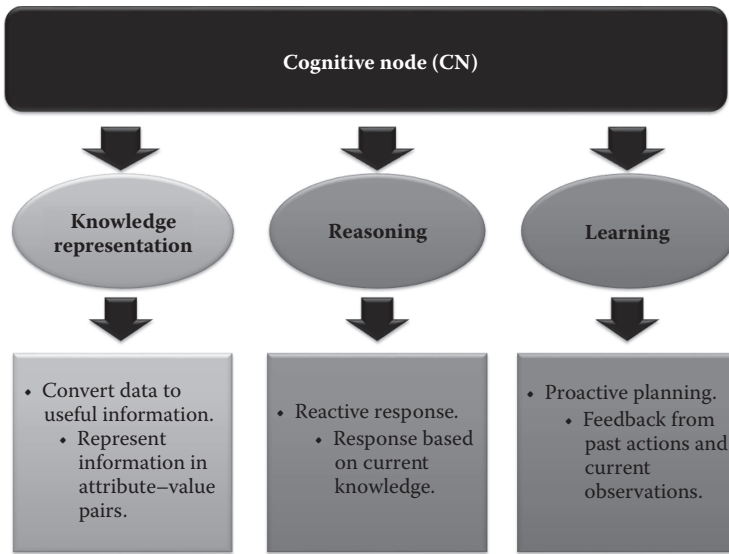 Cognitive node (CN)
Knowledge
representation
Reasoning
Learning
• Convert data to
useful information.
• Represent
information in
attribute–value
pairs.
• Reactive response.
• Response based
on current
knowledge.
• Proactive planning.
• Feedback from
past actions and
current
observations.